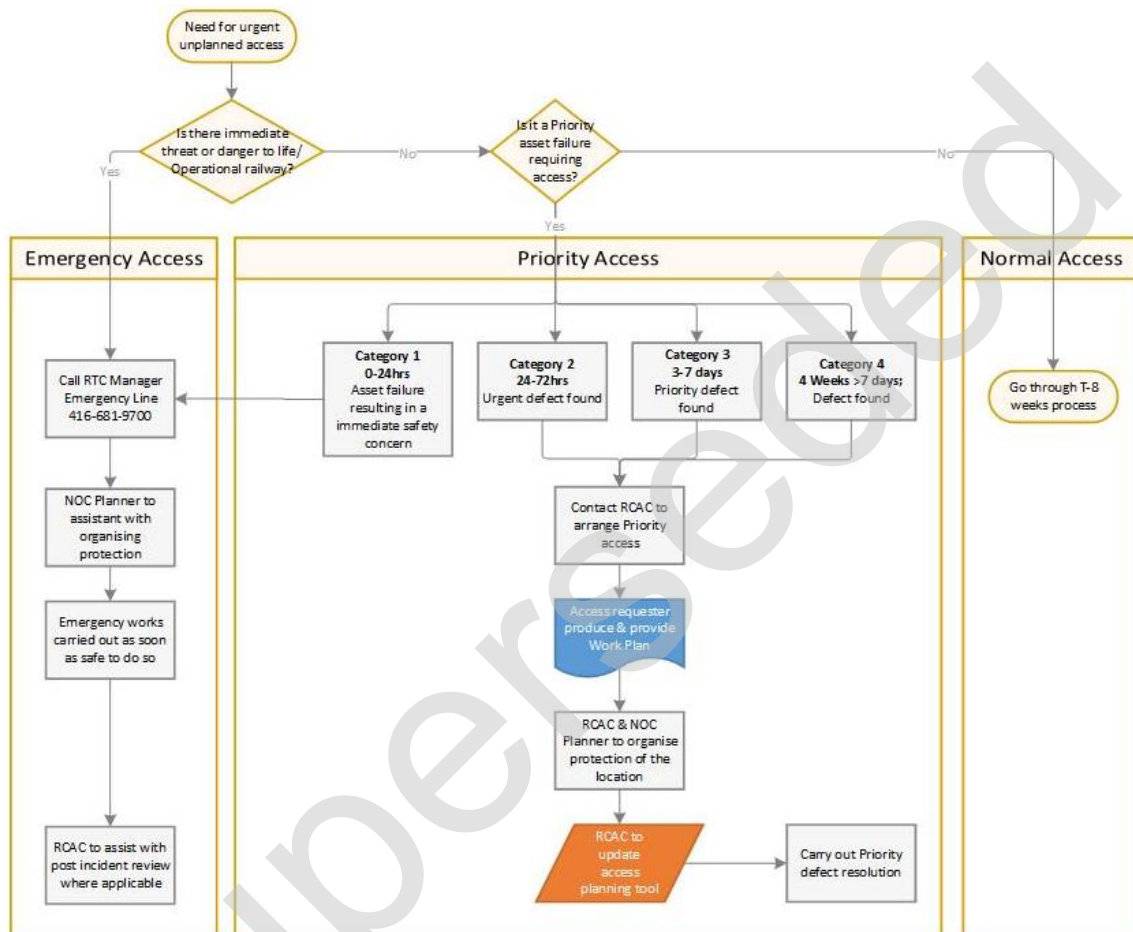 Need for urgent
unplanned access
Is there immediate
threat or danger to life/
Operational railway?
Yes
No
Is it a Priority
asset failure
requiring
access?
Yes
No
Emergency Access
Priority Access
Normal Access
Call RTC Manager
Emergency Line
416-681-9700
NOC Planner to
assistant with
organising
protection
Emergency works
carried out as soon
as safe to do so
RCAC to assist with
post incident review
where applicable
Category 1
0-24hrs
Asset failure
resulting in a
immediate safety
concern
Category 2
24-72hrs
Urgent defect found
Category 3
3-7 days
Priority defect
found
Category 4
4 Weeks >7 days;
Defect found
Contact RCAC to
arrange Priority
access
Access requester
produce & provide
Work Plan
RCAC & NOC
Planner to organise
protection of the
location
RCAC to
update
access
planning tool
Carry out Priority
defect resolution
Go through T-8
weeks process
perseded